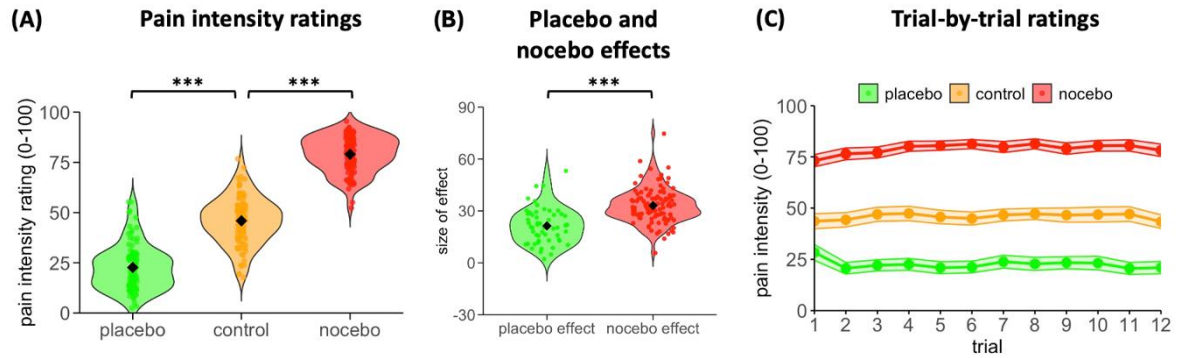 (A)
Pain intensity ratings
***
***
pain intensity rating (0-100)
100
75
50
25
0
placebo
control
nocebo
(B)
Placebo and
nocebo effects
***
size of effect
90
60
30
0
-30
placebo effect
nocebo effect
(C)
Trial-by-trial ratings
placebo
control
nocebo
pain intensity (0-100)
100
75
50
25
0
1 2 3 4 5 6 7 8 9 10 11 12
trial